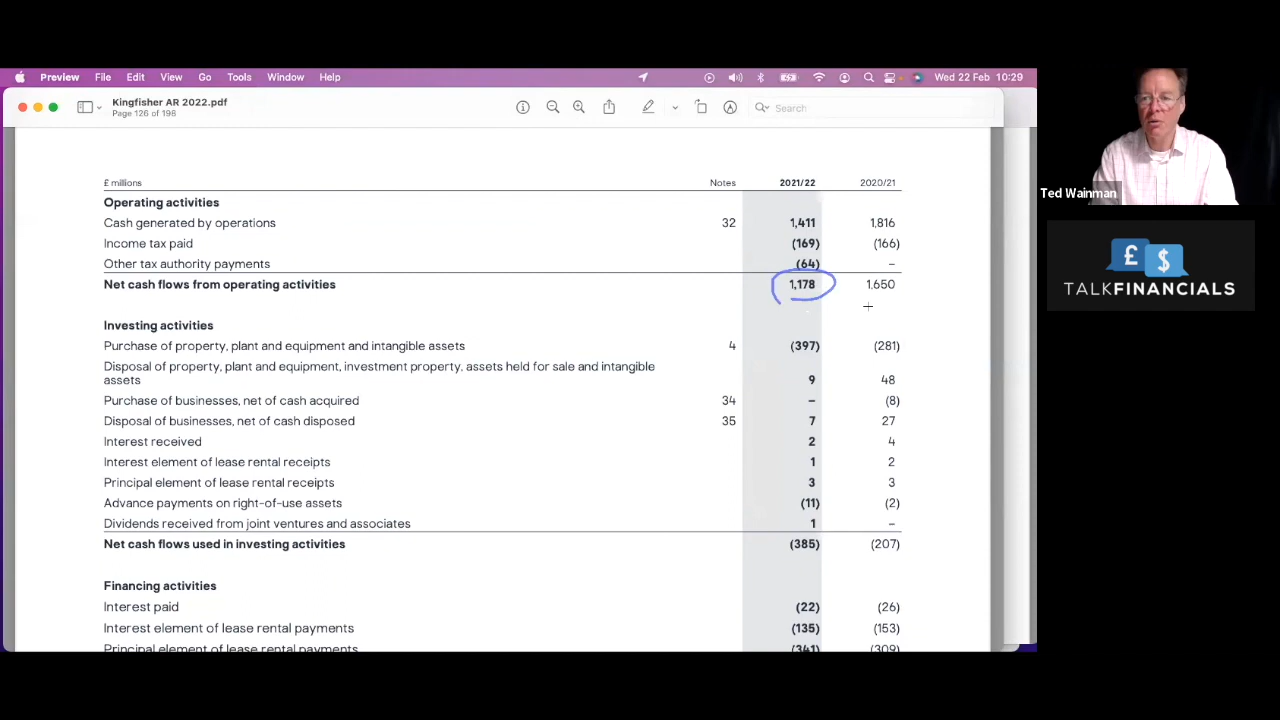 Preview File Edit View Go Tools Window Help Wed 22 Feb 10:29
Kingfisher AR 2022.pdf
Page 126 of 198
Search
£ millions Notes 2021/22 2020/21
Operating activities
Cash generated by operations 32 1,411 1,816
Income tax paid (169) (166)
Other tax authority payments (64) –
Net cash flows from operating activities 1,178 1,650
Investing activities
Purchase of property, plant and equipment and intangible assets 4 (397) (281)
Disposal of property, plant and equipment, investment property, assets held for sale and intangible
assets 9 48
Purchase of businesses, net of cash acquired 34 – (8)
Disposal of businesses, net of cash disposed 35 7 27
Interest received 2 4
Interest element of lease rental receipts 1 2
Principal element of lease rental receipts 3 3
Advance payments on right-of-use assets (11) (2)
Dividends received from joint ventures and associates 1 –
Net cash flows used in investing activities (385) (207)
Financing activities
Interest paid (22) (26)
Interest element of lease rental payments (135) (153)
Principal element of lease rental payments (341) (309)
Ted Wainman
£ $
TALKFINANCIALS